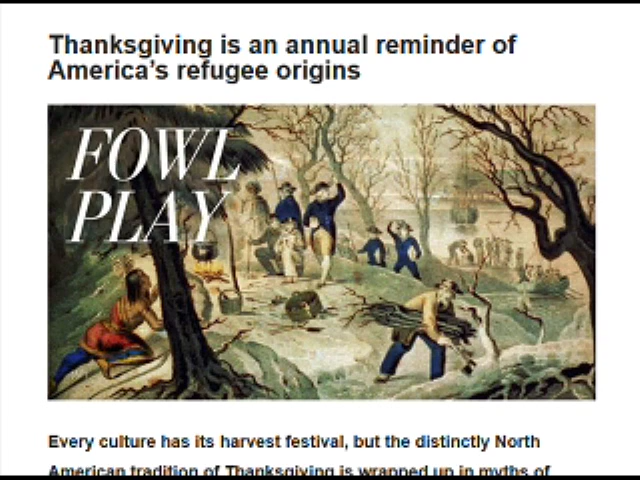 Thanksgiving is an annual reminder of
America's refugee origins
FOWL
PLAY
Every culture has its harvest festival, but the distinctly North
American tradition of Thanksgiving is wrapped up in myths of